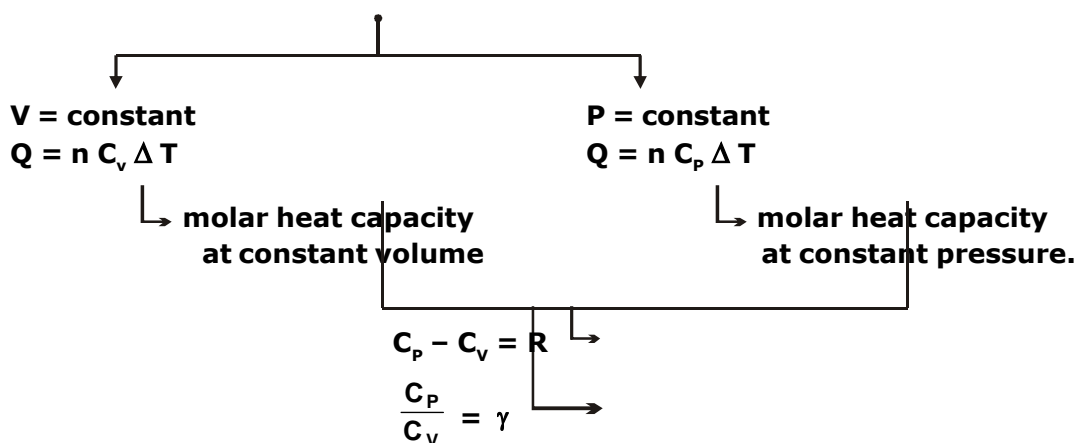 V = constant
Q = n Cᵥ Δ T
molar heat capacity
at constant volume
P = constant
Q = n C_P Δ T
molar heat capacity
at constant pressure.
C_P – C_V = R
C_P / C_V = γ